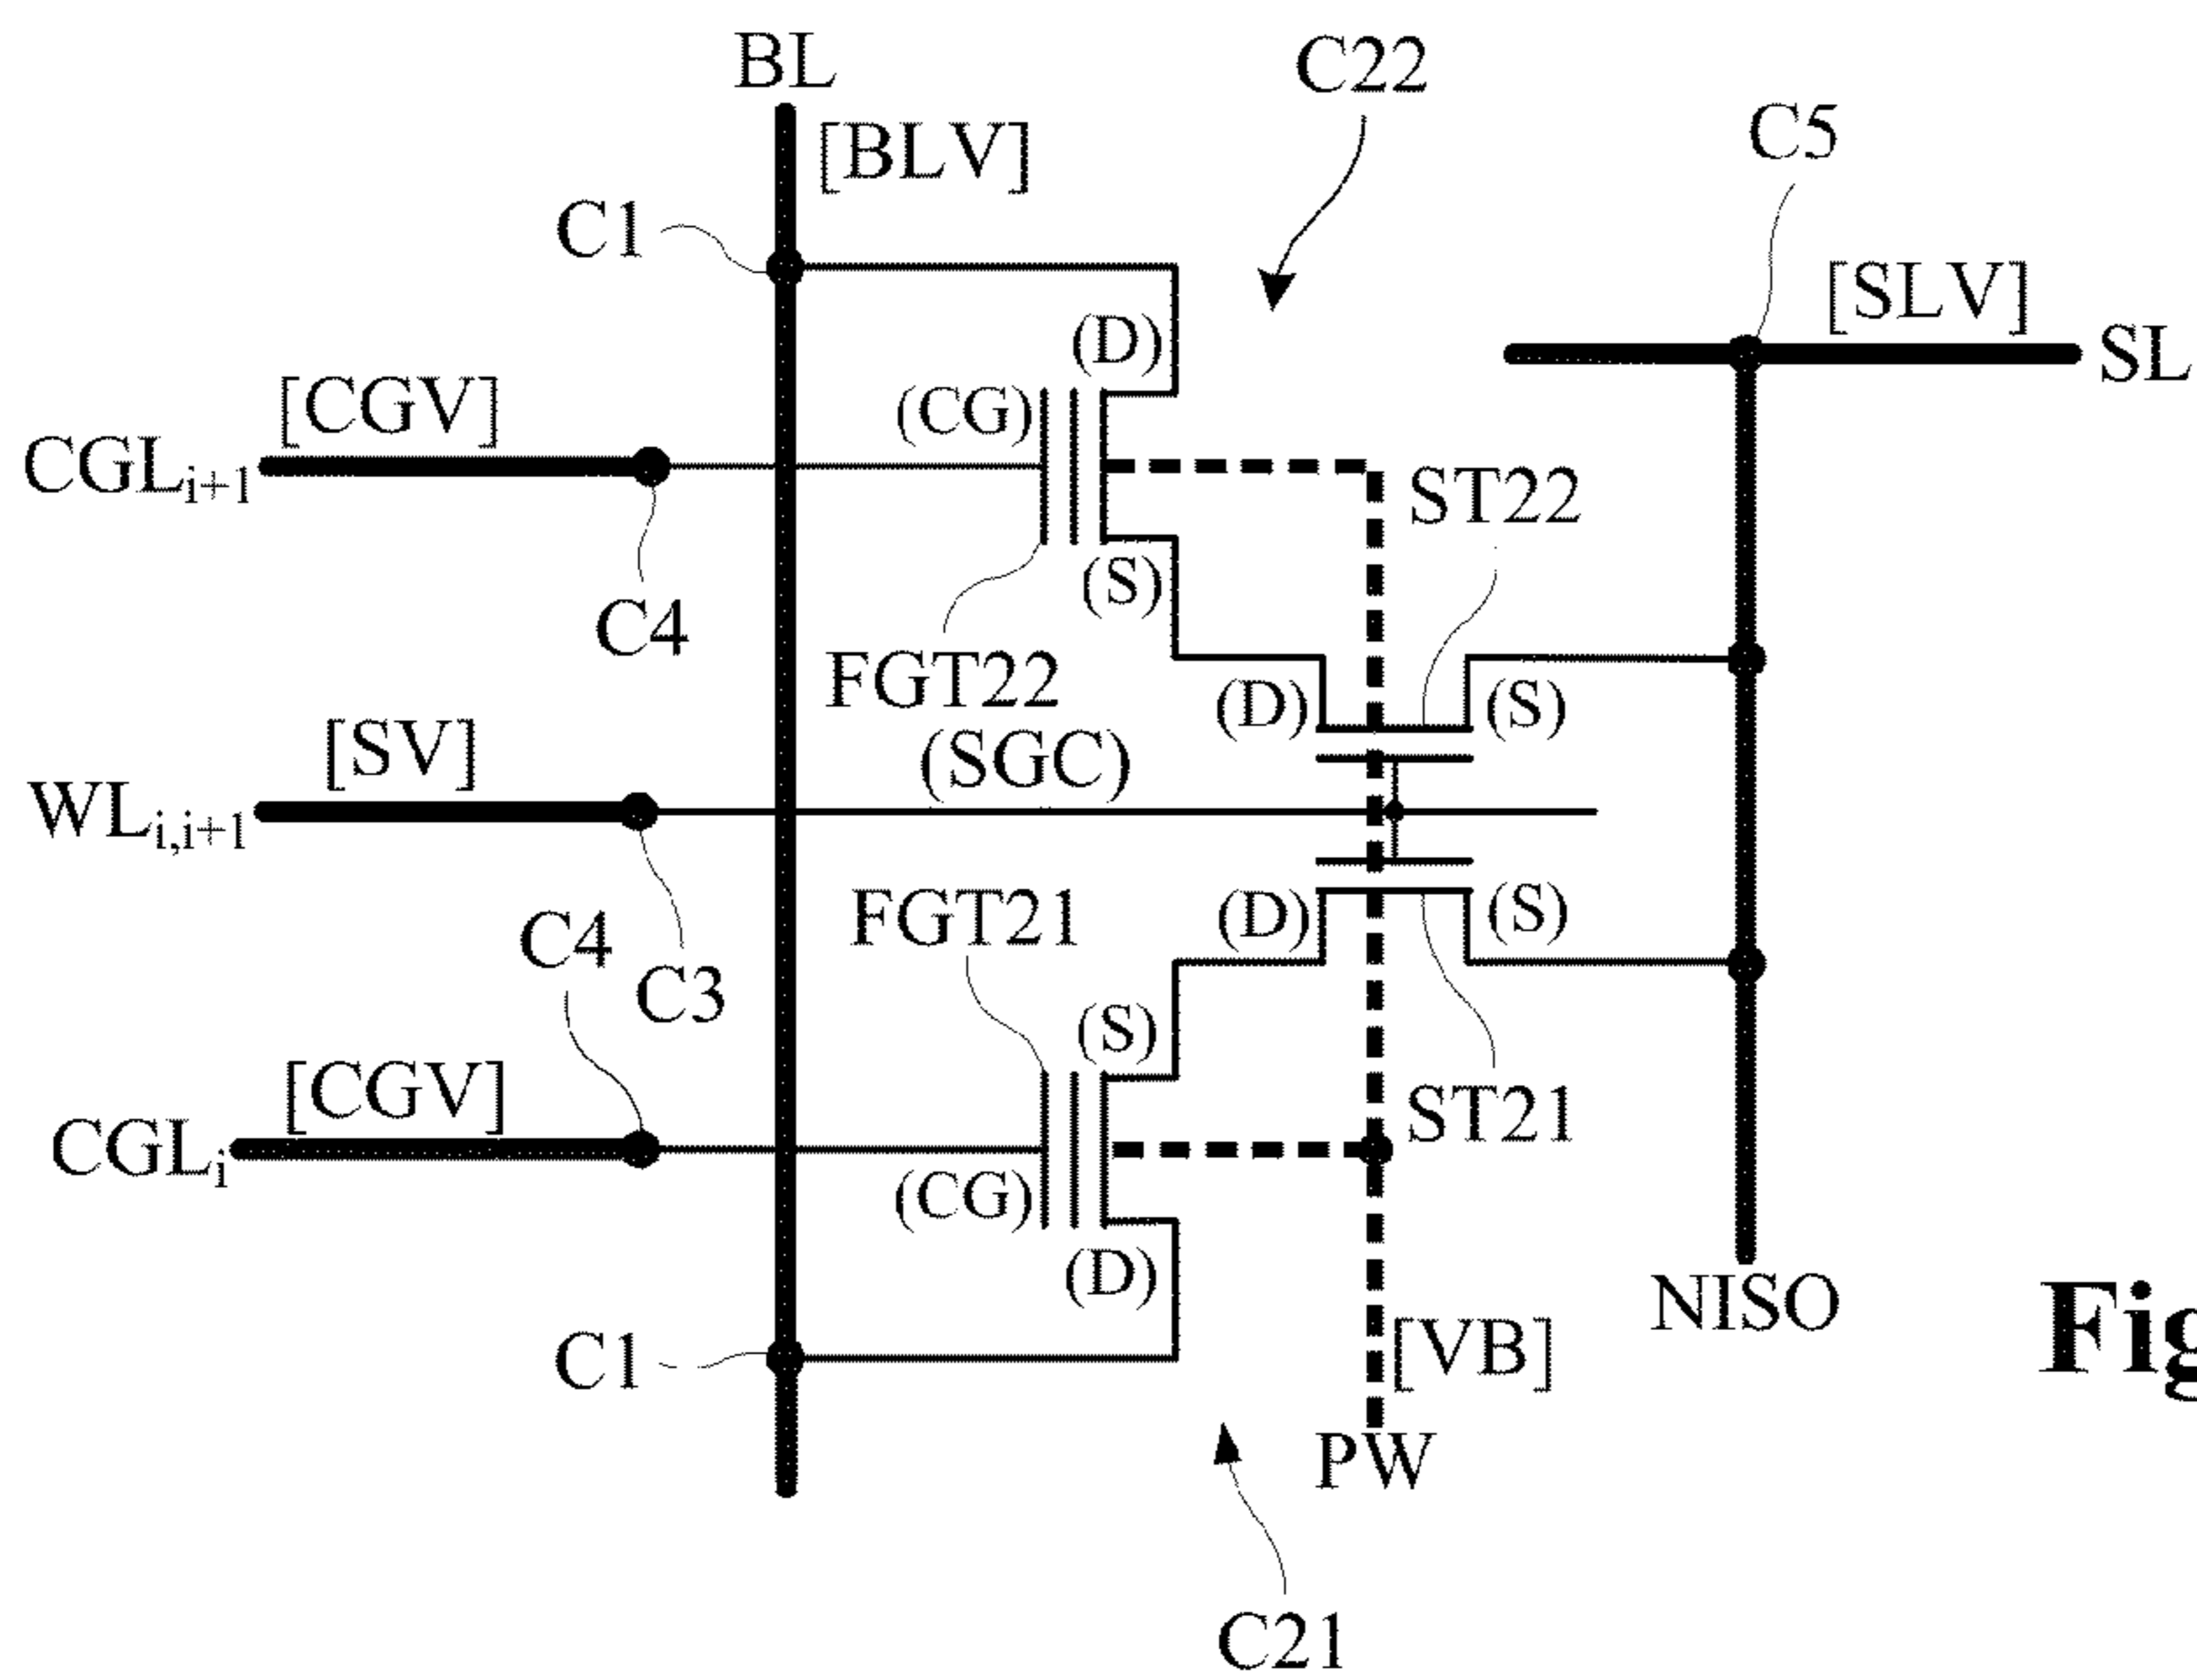 BL
C22
[BLV]
C5
C1
[SLV]
SL
(D)
[CGV]
(CG)
CGLi+1
ST22
(S)
C4
FGT22
(D)
(S)
[SV]
(SGC)
WLi,i+1
FGT21
(D)
(S)
C4
C3
(S)
[CGV]
ST21
CGLi
(CG)
(D)
NISO
Fig
C1
[VB]
PW
C21